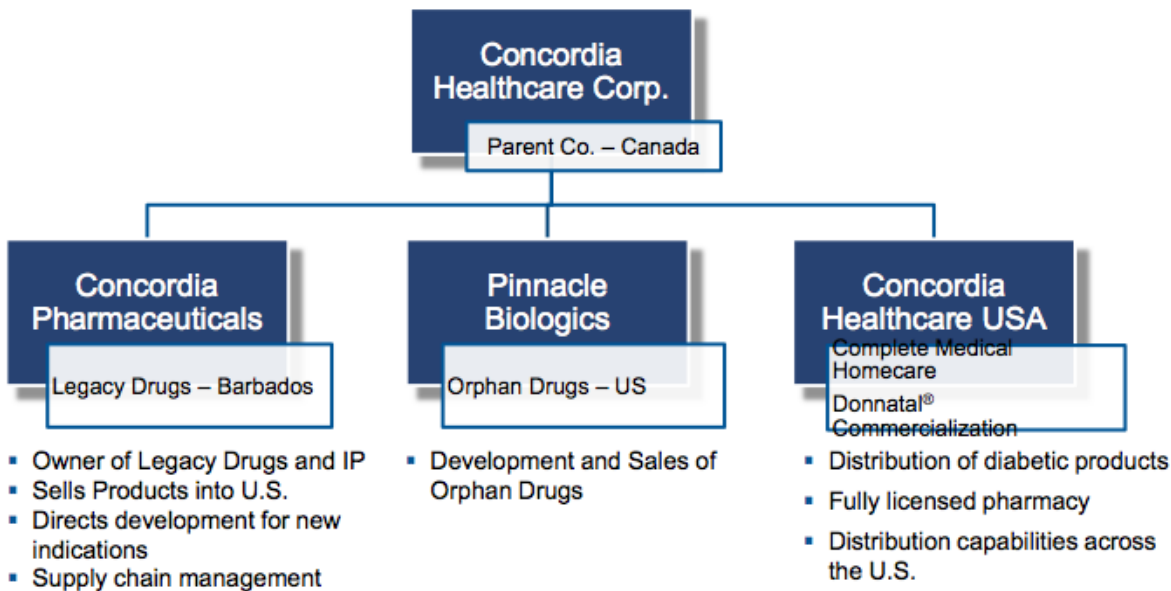 Concordia
Healthcare Corp.
Parent Co. – Canada
Concordia
Pharmaceuticals
Legacy Drugs – Barbados
▪ Owner of Legacy Drugs and IP
▪ Sells Products into U.S.
▪ Directs development for new
indications
▪ Supply chain management
Pinnacle
Biologics
Orphan Drugs – US
▪ Development and Sales of
Orphan Drugs
Concordia
Healthcare USA
Complete Medical
Homecare
Donnatal®
Commercialization
▪ Distribution of diabetic products
▪ Fully licensed pharmacy
▪ Distribution capabilities across
the U.S.